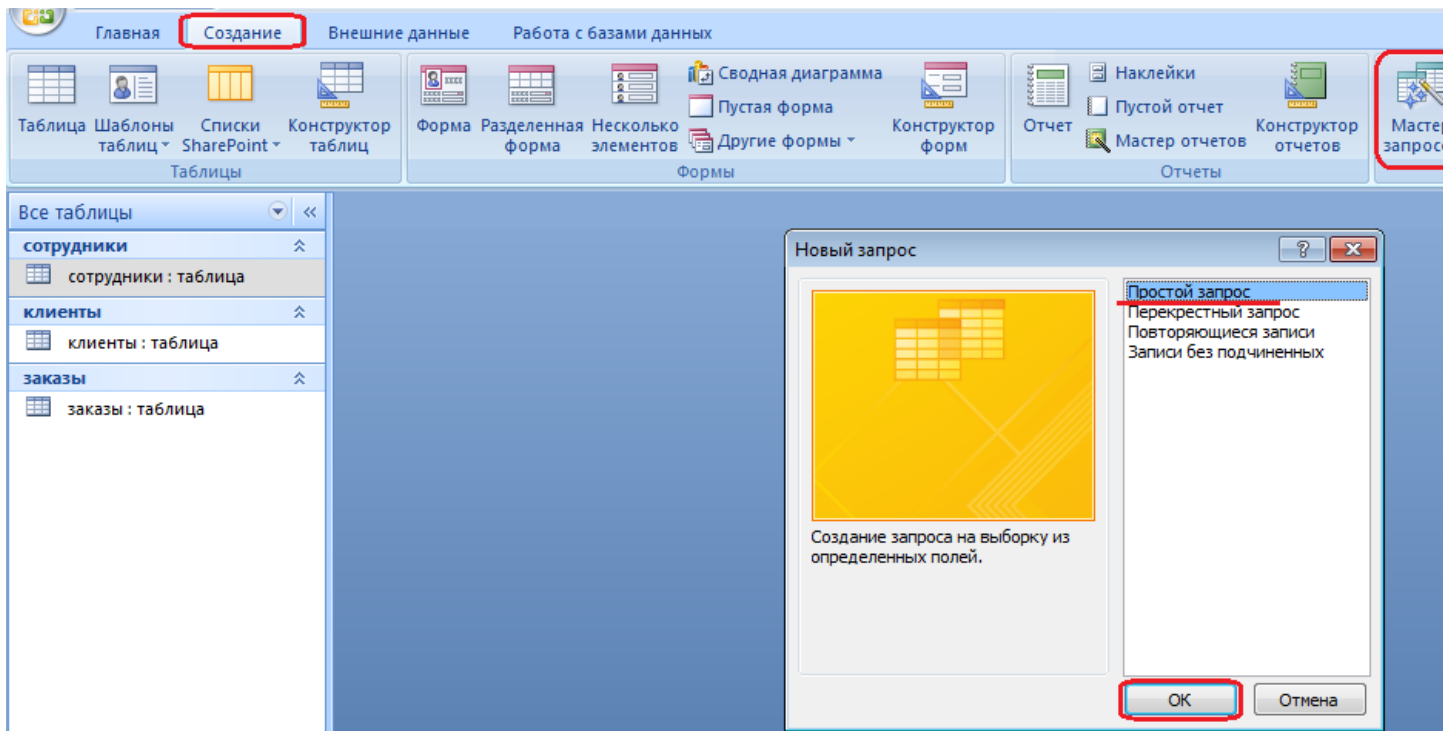 Главная Создание Внешние данные Работа с базами данных
Таблица
Шаблоны
таблиц
Списки
SharePoint
Конструктор
таблиц
Таблицы
Форма
Разделенная
форма
Несколько
элементов
Сводная диаграмма
Пустая форма
Другие формы
Конструктор
форм
Формы
Отчет
Наклейки
Пустой отчет
Мастер отчетов
Конструктор
отчетов
Отчеты
Мастер
запросо
Все таблицы
сотрудники
сотрудники : таблица
клиенты
клиенты : таблица
заказы
заказы : таблица
Новый запрос
Создание запроса на выборку из
определенных полей.
Простой запрос
Перекрестный запрос
Повторяющиеся записи
Записи без подчиненных
ОК Отмена